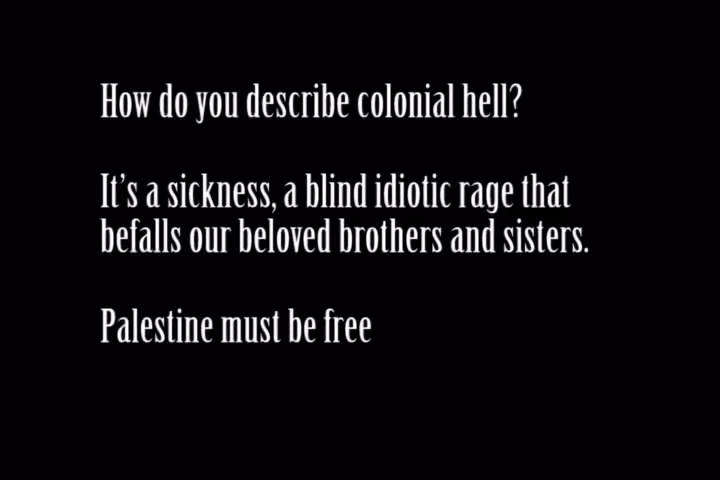 How do you describe colonial hell?
It’s a sickness, a blind idiotic rage that
befalls our beloved brothers and sisters.
Palestine must be free